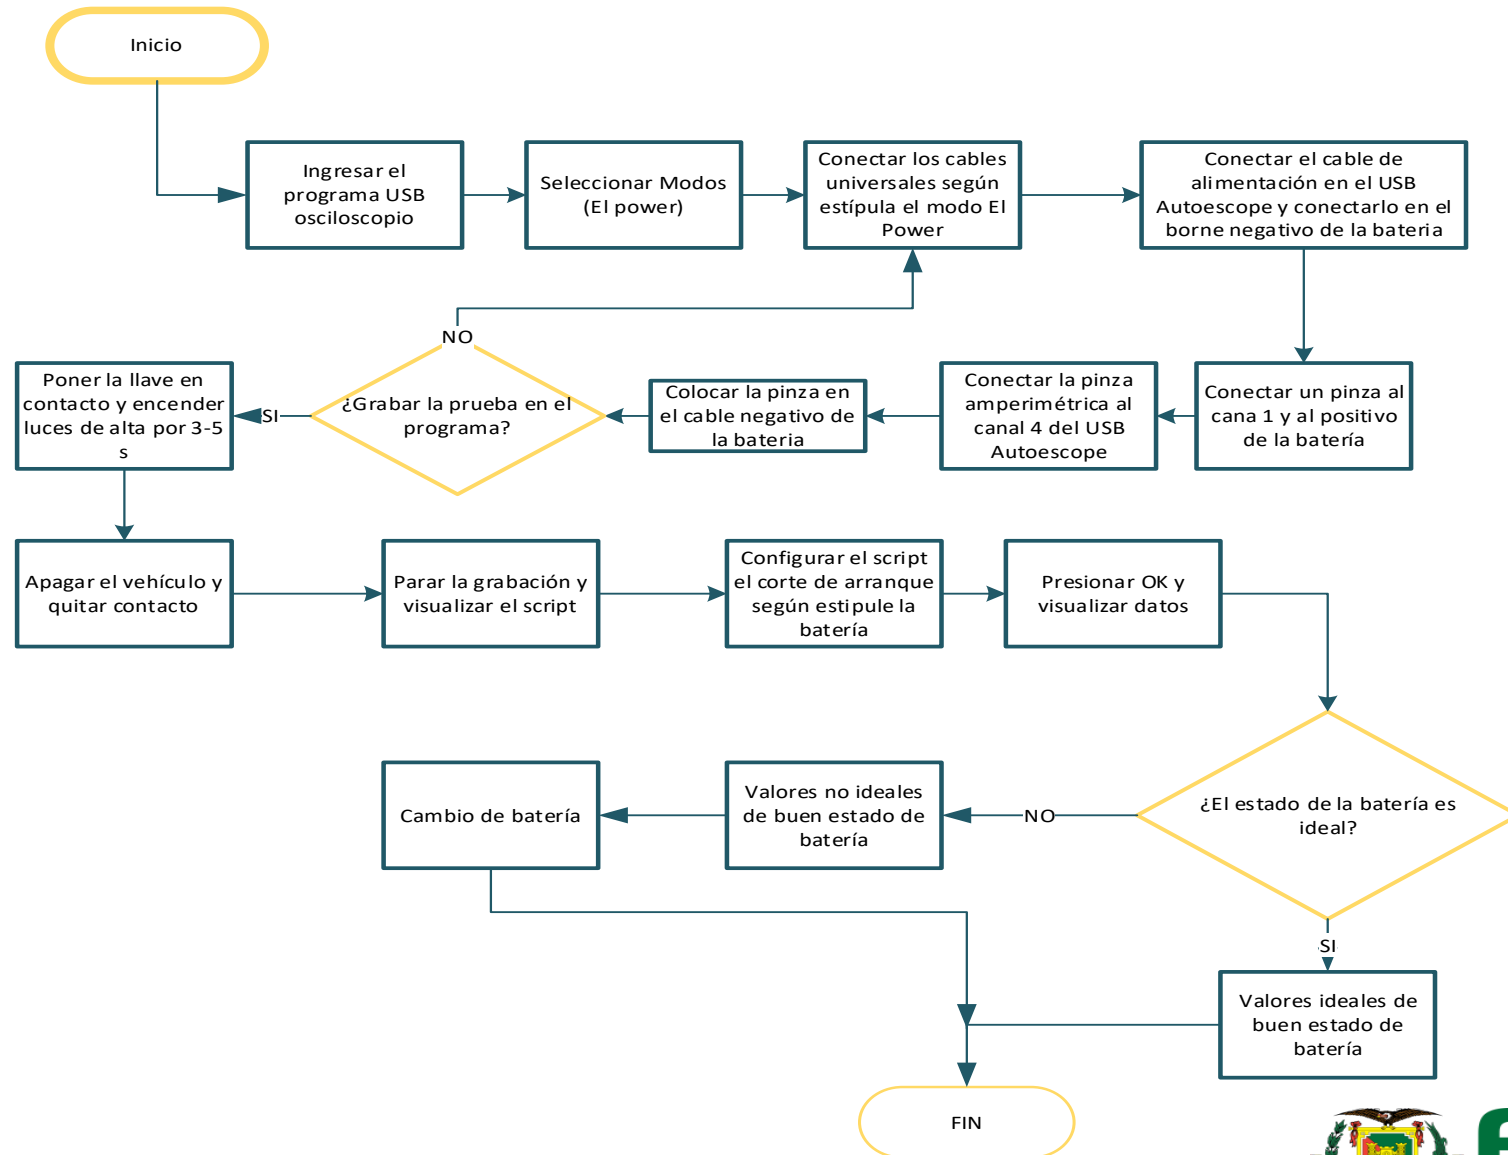 Inicio
Ingresar el
programa USB
osciloscopio
Seleccionar Modos
(El power)
Conectar los cables
universales según
estípula el modo El
Power
Conectar el cable de
alimentación en el USB
Autoescope y conectarlo en el
borne negativo de la bateria
Conectar un pinza al
cana 1 y al positivo
de la batería
Conectar la pinza
amperimétrica al
canal 4 del USB
Autoescope
Colocar la pinza en
el cable negativo de
la bateria
NO
¿Grabar la prueba en el
programa?
SI
Poner la llave en
contacto y encender
luces de alta por 3-5
s
Apagar el vehículo y
quitar contacto
Parar la grabación y
visualizar el script
Configurar el script
el corte de arranque
según estipule la
batería
Presionar OK y
visualizar datos
¿El estado de la batería es
ideal?
NO
Valores no ideales
de buen estado de
batería
Cambio de batería
SI
Valores ideales de
buen estado de
batería
FIN